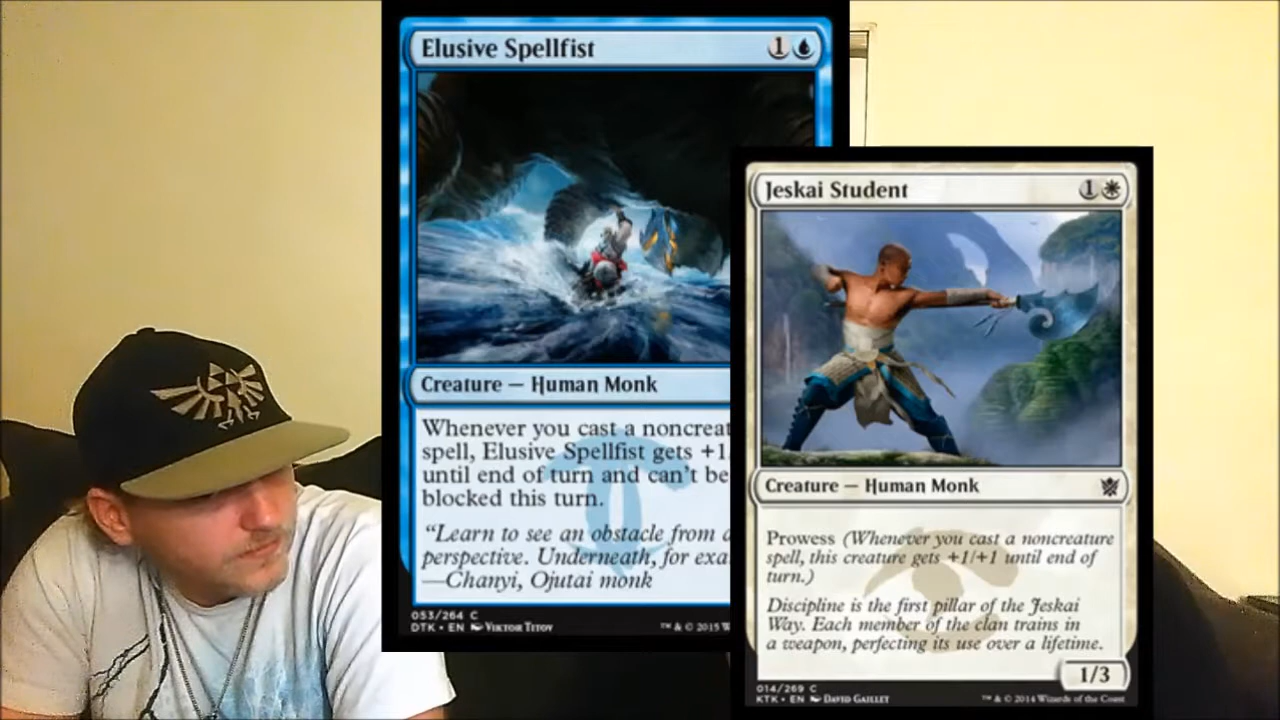 Elusive Spellfist 1
Creature — Human Monk
Whenever you cast a noncreat
spell, Elusive Spellfist gets +1
until end of turn and can't be
blocked this turn.
"Learn to see an obstacle from a
perspective. Underneath, for exa
—Chanyi, Ojutai monk
053/264 C
DTK • EN Viktor Titov ™ & © 2015 W
Jeskai Student 1
Creature — Human Monk
Prowess (Whenever you cast a noncreature
spell, this creature gets +1/+1 until end of
turn.)
Discipline is the first pillar of the Jeskai
Way. Each member of the clan trains in
a weapon, perfecting its use over a lifetime.
1/3
014/269 C
KTK • EN David Gaillet ™ & © 2014 Wizards of the Coast